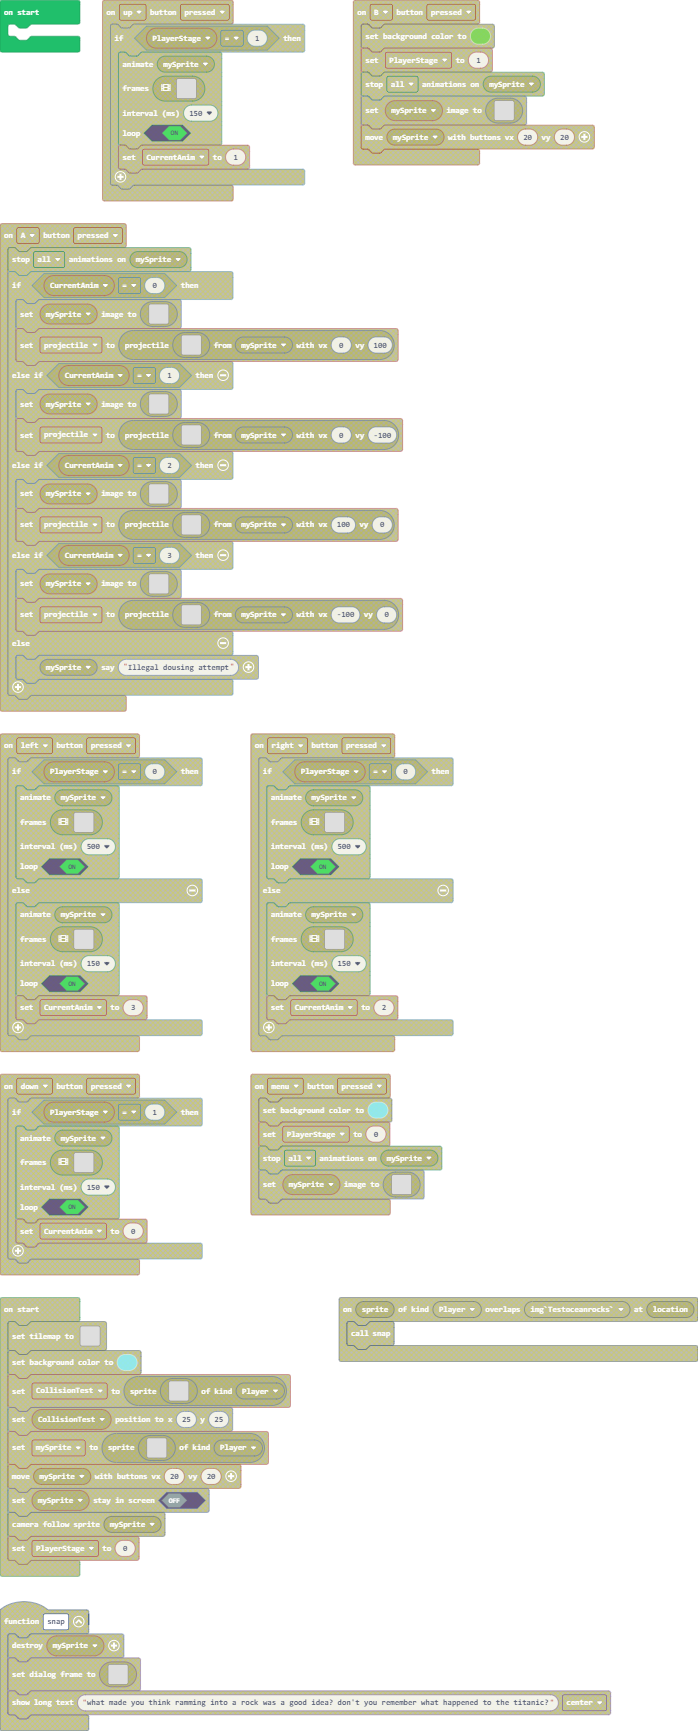 on start
on up button pressed
if PlayerStage = 1 then
animate mySprite
frames
interval (ms) 150
loop ON
set CurrentAnim to 1
on B button pressed
set background color to
set PlayerStage to 1
stop all animations on mySprite
set mySprite image to
move mySprite with buttons vx 20 vy 20
on A button pressed
stop all animations on mySprite
if CurrentAnim = 0 then
set mySprite image to
set projectile to projectile from mySprite with vx 0 vy 100
else if CurrentAnim = 1 then
set mySprite image to
set projectile to projectile from mySprite with vx 0 vy -100
else if CurrentAnim = 2 then
set mySprite image to
set projectile to projectile from mySprite with vx 100 vy 0
else if CurrentAnim = 3 then
set mySprite image to
set projectile to projectile from mySprite with vx -100 vy 0
else
mySprite say "Illegal dousing attempt"
on left button pressed
if PlayerStage = 0 then
animate mySprite
frames
interval (ms) 500
loop ON
else
animate mySprite
frames
interval (ms) 150
loop ON
set CurrentAnim to 3
on right button pressed
if PlayerStage = 0 then
animate mySprite
frames
interval (ms) 500
loop ON
else
animate mySprite
frames
interval (ms) 150
loop ON
set CurrentAnim to 2
on down button pressed
if PlayerStage = 1 then
animate mySprite
frames
interval (ms) 150
loop ON
set CurrentAnim to 0
on menu button pressed
set background color to
set PlayerStage to 0
stop all animations on mySprite
set mySprite image to
on start
set tilemap to
set background color to
set CollisionTest to sprite of kind Player
set CollisionTest position to x 25 y 25
set mySprite to sprite of kind Player
move mySprite with buttons vx 20 vy 20
set mySprite stay in screen OFF
camera follow sprite mySprite
set PlayerStage to 0
on sprite of kind Player overlaps img`Testoceanrocks` at location
call snap
function snap
destroy mySprite
set dialog frame to
show long text "what made you think ramming into a rock was a good idea? don't you remember what happened to the titanic?" center